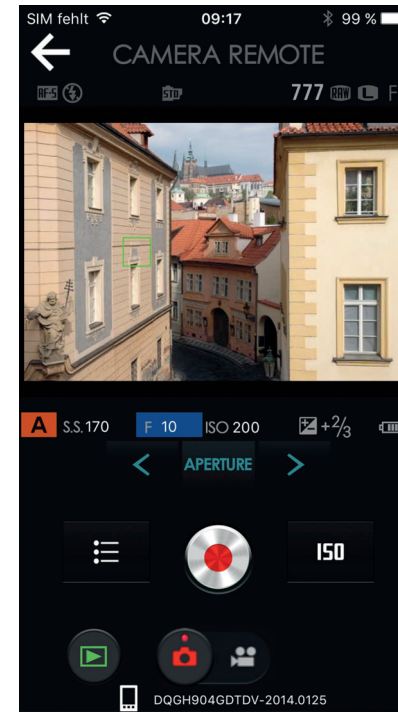 SIM fehlt 09:17 99 %
CAMERA REMOTE
AF-S STD 777 RAW L F
A S.S. 170 F 10 ISO 200 +2/3
< APERTURE >
ISO
DQGH904GDTDV-2014.0125